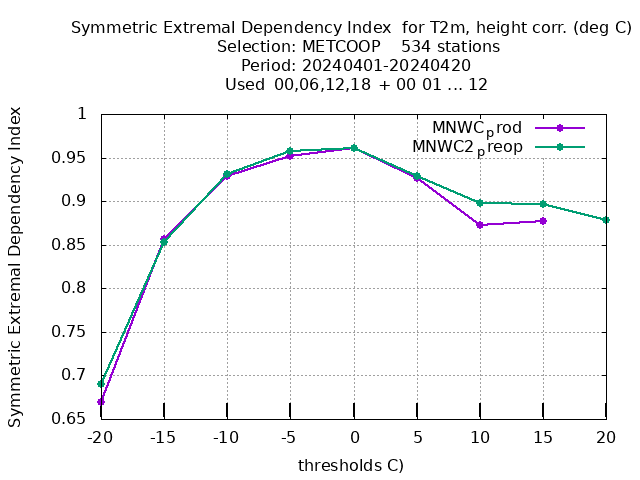 Symmetric Extremal Dependency Index  for T2m, height corr. (deg C)
Selection: METCOOP    534 stations
Period: 20240401-20240420
Used  00,06,12,18 + 00 01 ... 12
Symmetric Extremal Dependency Index
1
0.95
0.9
0.85
0.8
0.75
0.7
0.65
MNWCprod
MNWC2preop
-20 -15 -10 -5 0 5 10 15 20
thresholds C)